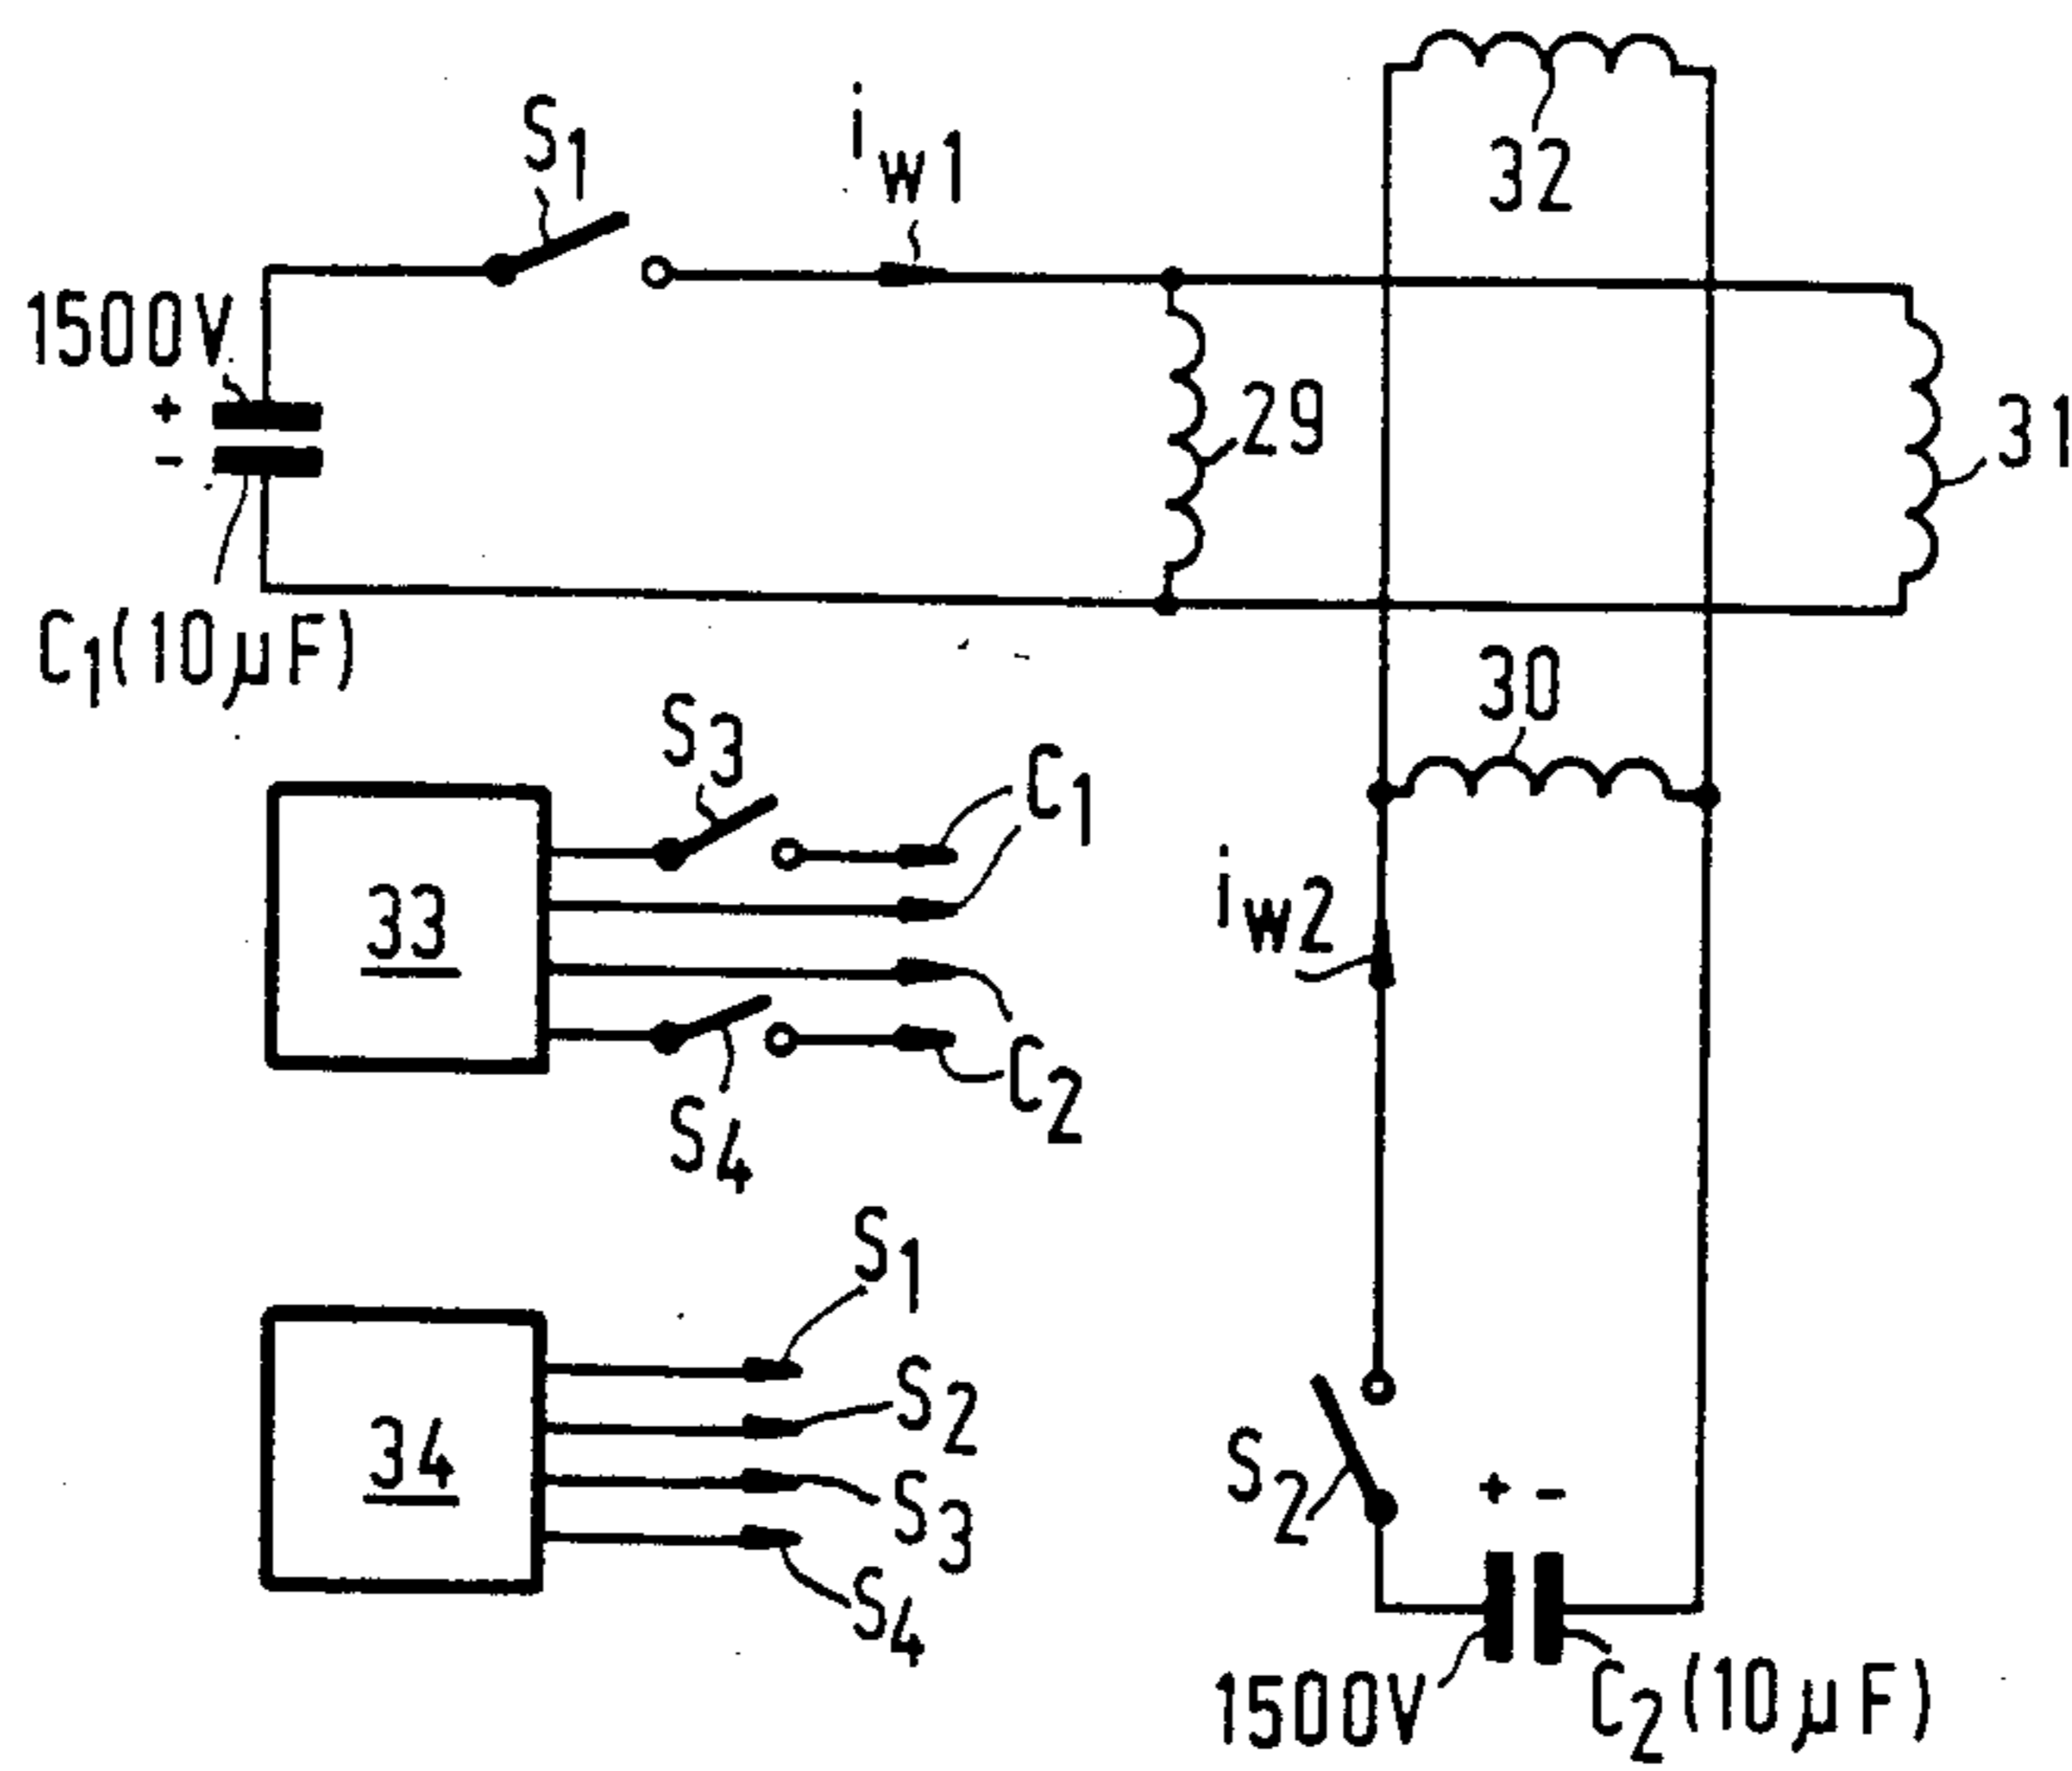 32
S1
iw1
1500V
+
-
29
31
C1(10µF)
30
S3
C1
33
iw2
C2
S4
S1
S2
34
S3
S4
S2
+ -
1500V
C2(10µF)